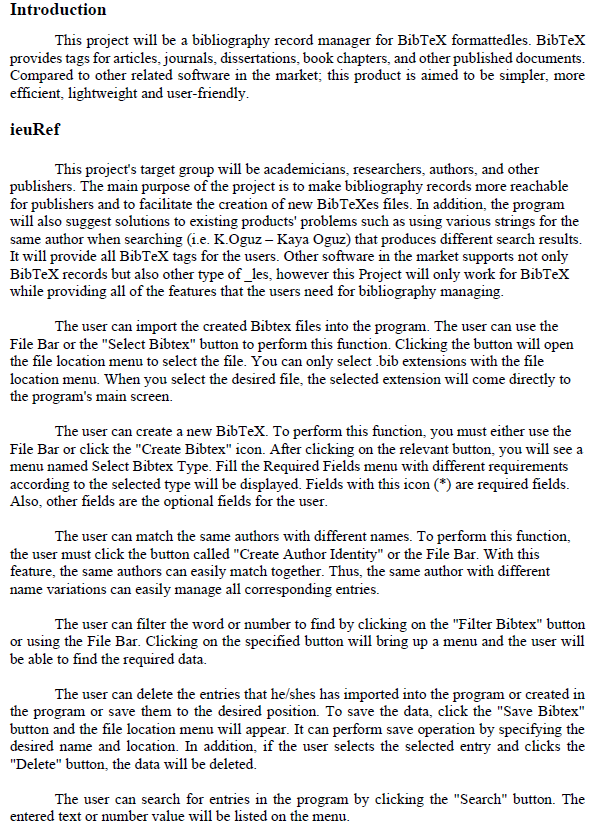 Introduction
This project will be a bibliography record manager for BibTeX formattedles. BibTeX
provides tags for articles, journals, dissertations, book chapters, and other published documents.
Compared to other related software in the market; this product is aimed to be simpler, more
efficient, lightweight and user-friendly.
ieuRef
This project's target group will be academicians, researchers, authors, and other
publishers. The main purpose of the project is to make bibliography records more reachable
for publishers and to facilitate the creation of new BibTeXes files. In addition, the program
will also suggest solutions to existing products' problems such as using various strings for the
same author when searching (i.e. K.Oguz – Kaya Oguz) that produces different search results.
It will provide all BibTeX tags for the users. Other software in the market supports not only
BibTeX records but also other type of _les, however this Project will only work for BibTeX
while providing all of the features that the users need for bibliography managing.
The user can import the created Bibtex files into the program. The user can use the
File Bar or the "Select Bibtex" button to perform this function. Clicking the button will open
the file location menu to select the file. You can only select .bib extensions with the file
location menu. When you select the desired file, the selected extension will come directly to
the program's main screen.
The user can create a new BibTeX. To perform this function, you must either use the
File Bar or click the "Create Bibtex" icon. After clicking on the relevant button, you will see a
menu named Select Bibtex Type. Fill the Required Fields menu with different requirements
according to the selected type will be displayed. Fields with this icon (*) are required fields.
Also, other fields are the optional fields for the user.
The user can match the same authors with different names. To perform this function,
the user must click the button called "Create Author Identity" or the File Bar. With this
feature, the same authors can easily match together. Thus, the same author with different
name variations can easily manage all corresponding entries.
The user can filter the word or number to find by clicking on the "Filter Bibtex" button
or using the File Bar. Clicking on the specified button will bring up a menu and the user will
be able to find the required data.
The user can delete the entries that he/shes has imported into the program or created in
the program or save them to the desired position. To save the data, click the "Save Bibtex"
button and the file location menu will appear. It can perform save operation by specifying the
desired name and location. In addition, if the user selects the selected entry and clicks the
"Delete" button, the data will be deleted.
The user can search for entries in the program by clicking the "Search" button. The
entered text or number value will be listed on the menu.